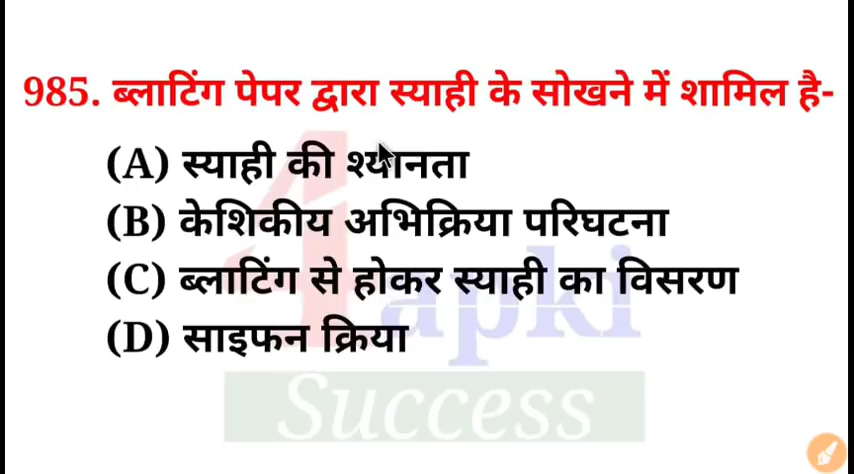 985. ब्लाटिंग पेपर द्वारा स्याही के सोखने में शामिल है-
(A) स्याही की श्यानता
(B) केशिकीय अभिक्रिया परिघटना
(C) ब्लाटिंग से होकर स्याही का विसरण
(D) साइफन क्रिया
apki
Success